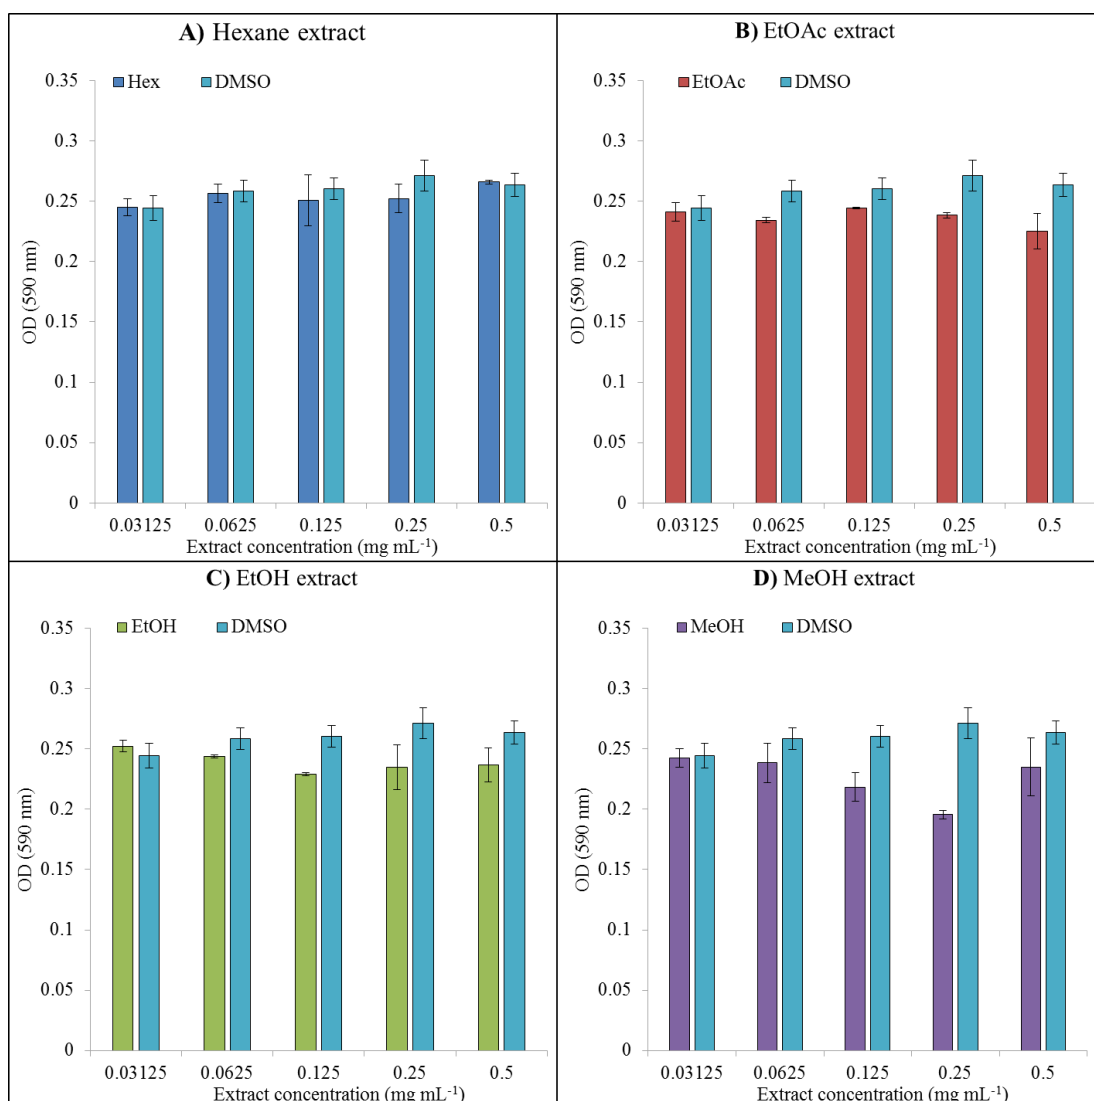 A) Hexane extract
Hex DMSO
0.35
0.3
0.25
0.2
0.15
0.1
0.05
0
OD (590 nm)
0.03125 0.0625 0.125 0.25 0.5
Extract concentration (mg mL⁻¹)
B) EtOAc extract
EtOAc DMSO
0.35
0.3
0.25
0.2
0.15
0.1
0.05
0
OD (590 nm)
0.03125 0.0625 0.125 0.25 0.5
Extract concentration (mg mL⁻¹)
C) EtOH extract
EtOH DMSO
0.35
0.3
0.25
0.2
0.15
0.1
0.05
0
OD (590 nm)
0.03125 0.0625 0.125 0.25 0.5
Extract concentration (mg mL⁻¹)
D) MeOH extract
MeOH DMSO
0.35
0.3
0.25
0.2
0.15
0.1
0.05
0
OD (590 nm)
0.03125 0.0625 0.125 0.25 0.5
Extract concentration (mg mL⁻¹)